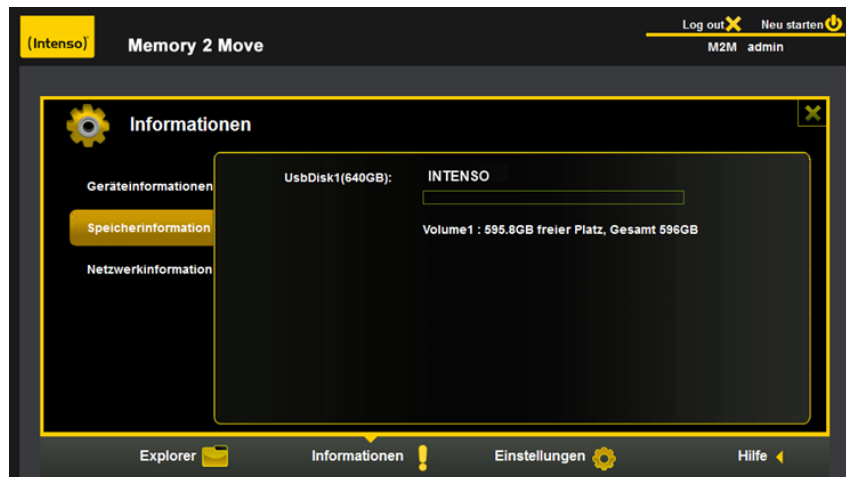 (Intenso)
Memory 2 Move
Log out Neu starten
M2M admin
Informationen
Geräteinformationen
Speicherinformation
Netzwerkinformation
UsbDisk1(640GB): INTENSO
Volume1 : 595.8GB freier Platz, Gesamt 596GB
Explorer Informationen Einstellungen Hilfe